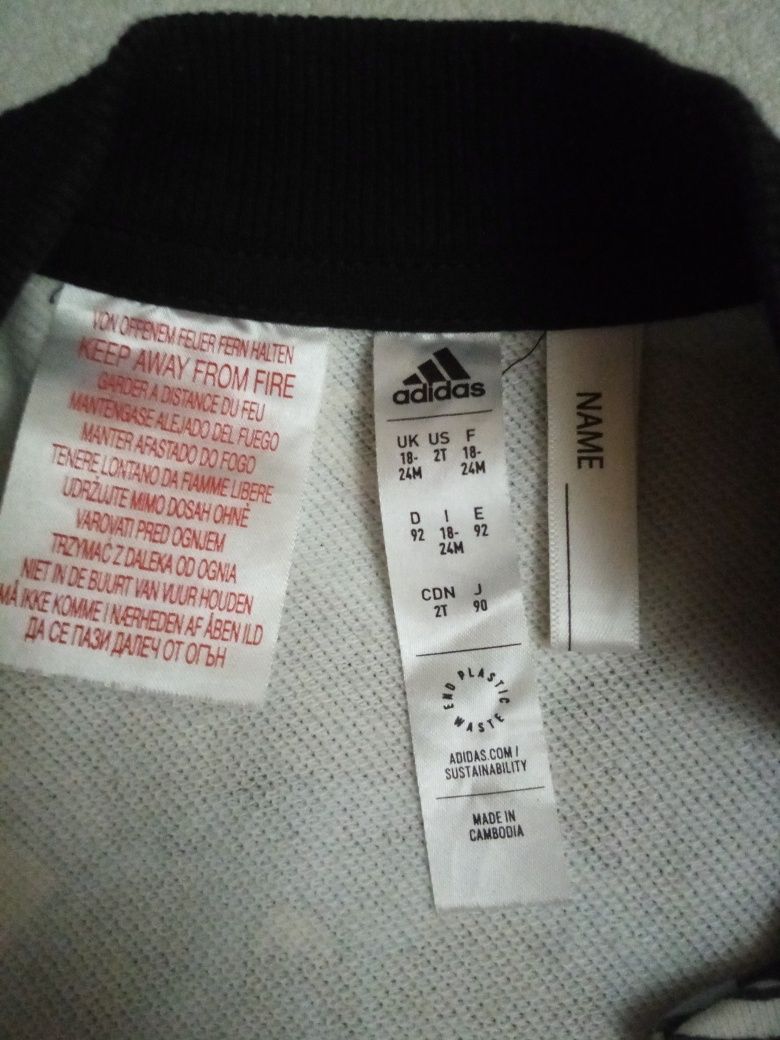 VON OFFENEM FEUER FERN HALTEN
KEEP AWAY FROM FIRE
GARDER A DISTANCE DU FEU
MANTENGASE ALEJADO DEL FUEGO
MANTER AFASTADO DO FOGO
TENERE LONTANO DA FIAMME LIBERE
UDRŽUJTE MIMO DOSAH OHNĚ
VAROVATI PRED OGNJEM
TRZYMAĆ Z DALEKA OD OGNIA
NIET IN DE BUURT VAN VUUR HOUDEN
MÅ IKKE KOMME I NÆRHEDEN AF ÅBEN ILD
ДА СЕ ПАЗИ ДАЛЕЧ ОТ ОГЪН
adidas
UK US F
18- 2T 18-
24M 24M
D I E
92 18- 92
24M
CDN J
2T 90
END PLASTIC WASTE
ADIDAS.COM/
SUSTAINABILITY
MADE IN
CAMBODIA
NAME